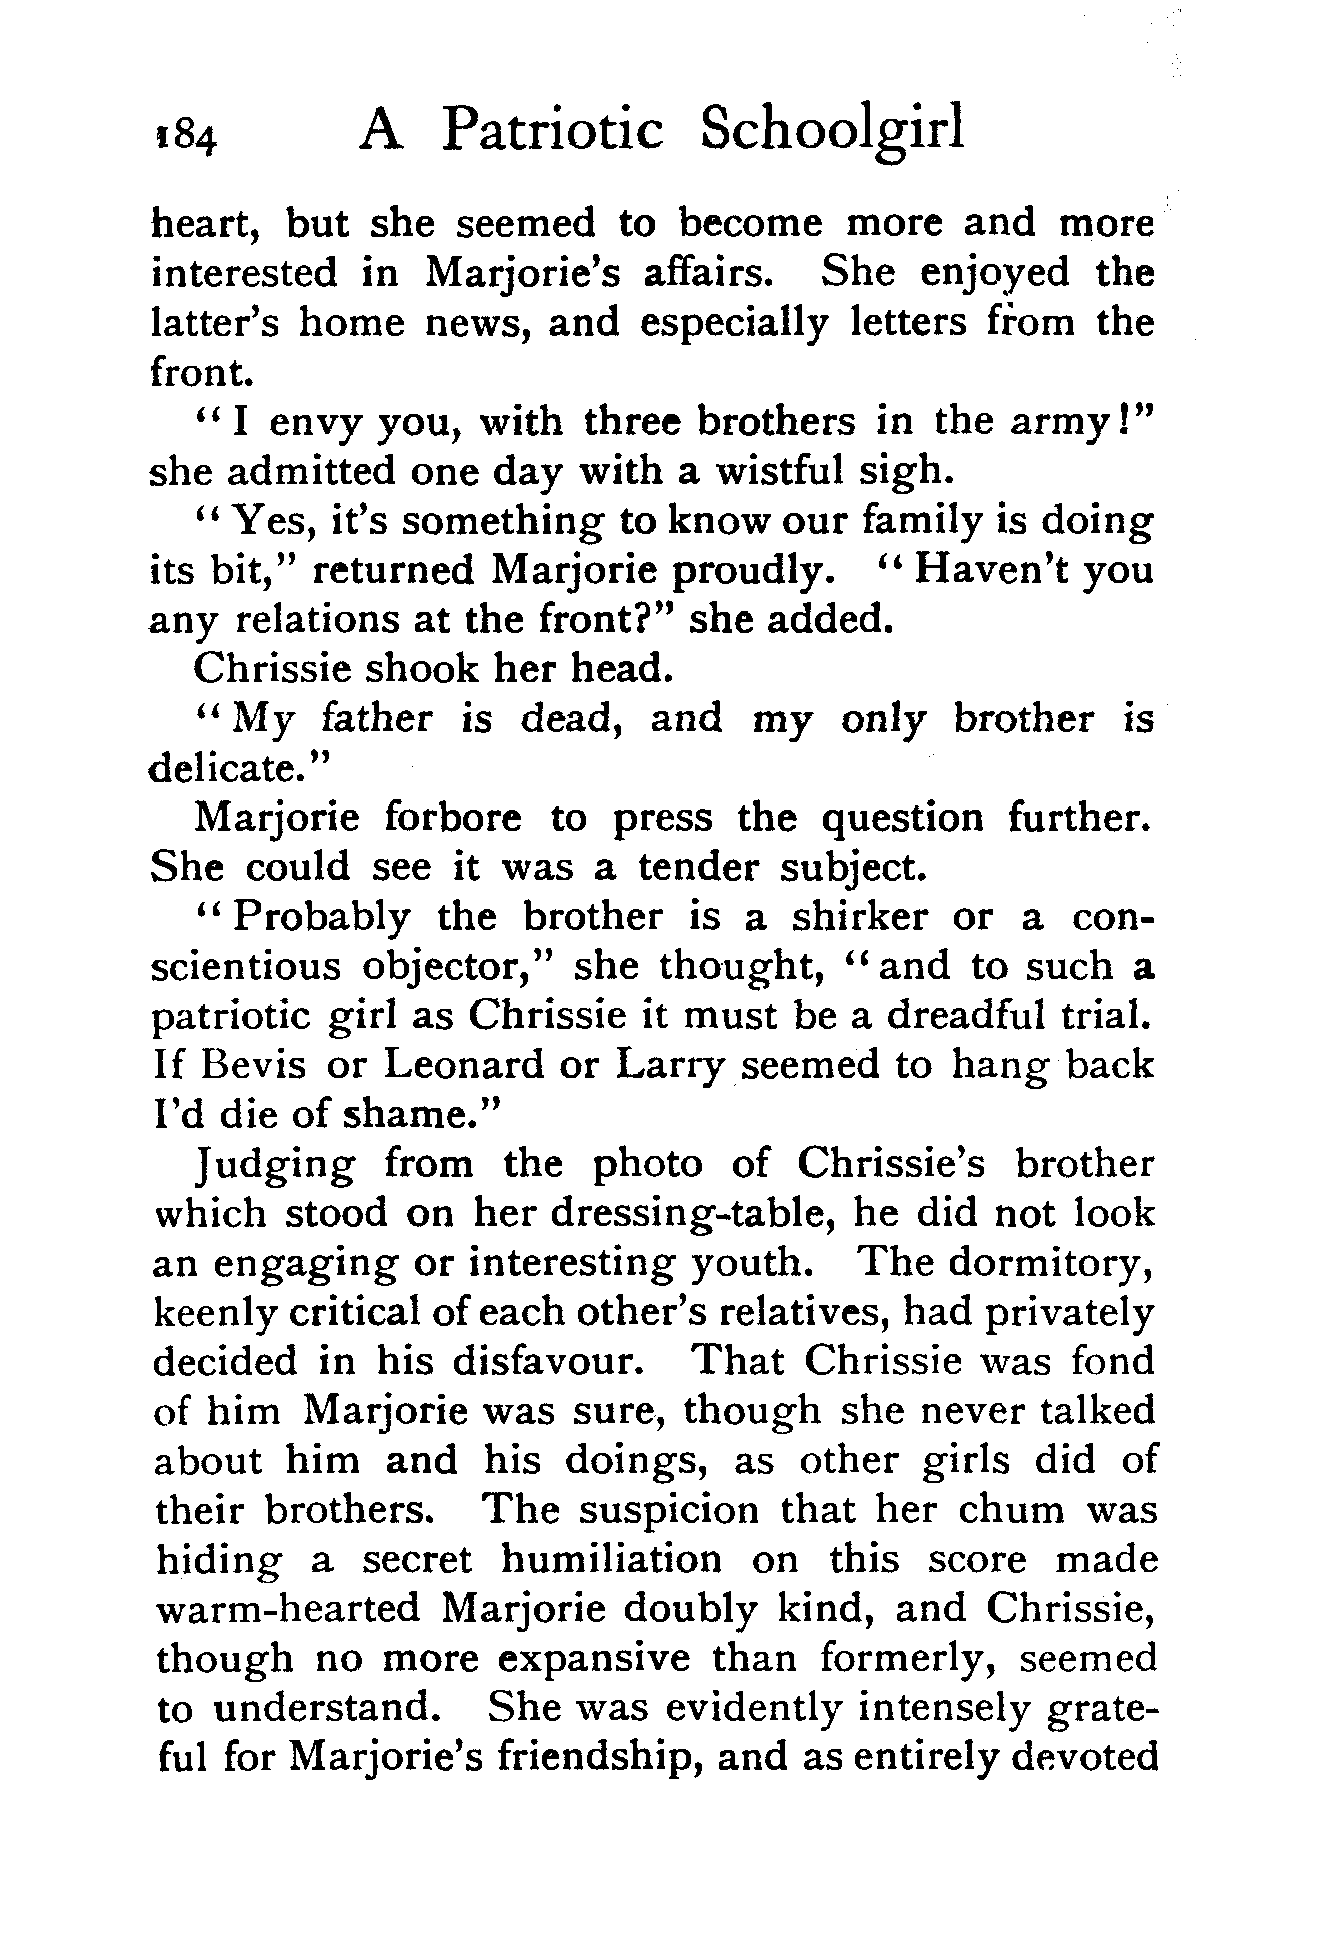 184 A Patriotic Schoolgirl
heart, but she seemed to become more and more
interested in Marjorie's affairs. She enjoyed the
latter's home news, and especially letters from the
front.
"I envy you, with three brothers in the army!"
she admitted one day with a wistful sigh.
"Yes, it's something to know our family is doing
its bit," returned Marjorie proudly. "Haven't you
any relations at the front?" she added.
Chrissie shook her head.
"My father is dead, and my only brother is
delicate."
Marjorie forbore to press the question further.
She could see it was a tender subject.
"Probably the brother is a shirker or a con-
scientious objector," she thought, "and to such a
patriotic girl as Chrissie it must be a dreadful trial.
If Bevis or Leonard or Larry seemed to hang back
I'd die of shame."
Judging from the photo of Chrissie's brother
which stood on her dressing-table, he did not look
an engaging or interesting youth. The dormitory,
keenly critical of each other's relatives, had privately
decided in his disfavour. That Chrissie was fond
of him Marjorie was sure, though she never talked
about him and his doings, as other girls did of
their brothers. The suspicion that her chum was
hiding a secret humiliation on this score made
warm-hearted Marjorie doubly kind, and Chrissie,
though no more expansive than formerly, seemed
to understand. She was evidently intensely grate-
ful for Marjorie's friendship, and as entirely devoted